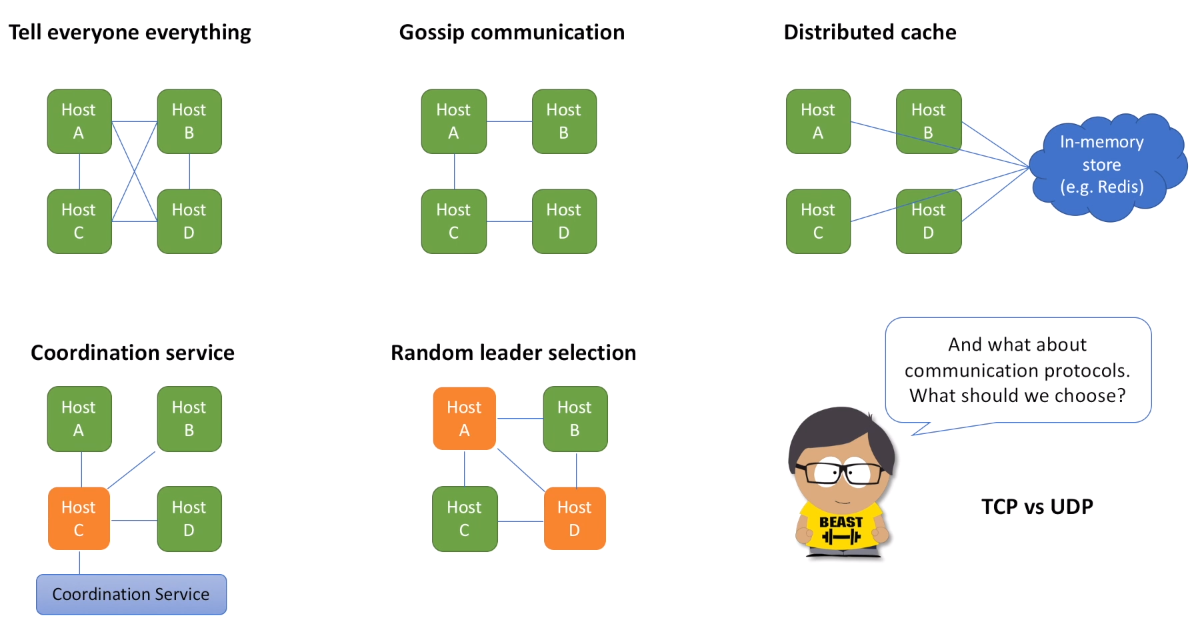 Tell everyone everything
Host
A
Host
B
Host
C
Host
D
Gossip communication
Host
A
Host
B
Host
C
Host
D
Distributed cache
Host
A
Host
B
Host
C
Host
D
In-memory
store
(e.g. Redis)
Coordination service
Host
A
Host
B
Host
C
Host
D
Coordination Service
Random leader selection
Host
A
Host
B
Host
C
Host
D
And what about
communication protocols.
What should we choose?
BEAST
TCP vs UDP